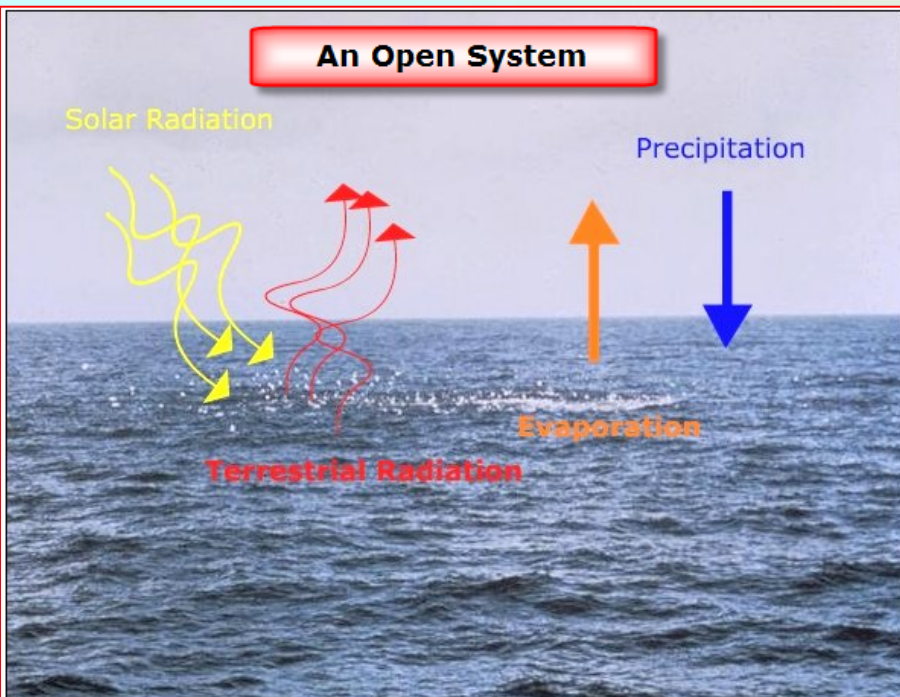 An Open System
Solar Radiation
Precipitation
Evaporation
Terrestrial Radiation